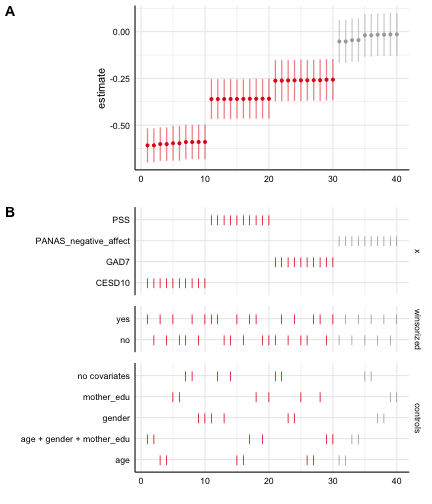 A
0.00
-0.25
-0.50
estimate
0 10 20 30 40
B
PSS
PANAS_negative_affect
GAD7
CESD10
x
yes
no
winsorized
no covariates
mother_edu
gender
age + gender + mother_edu
age
controls
0 10 20 30 40